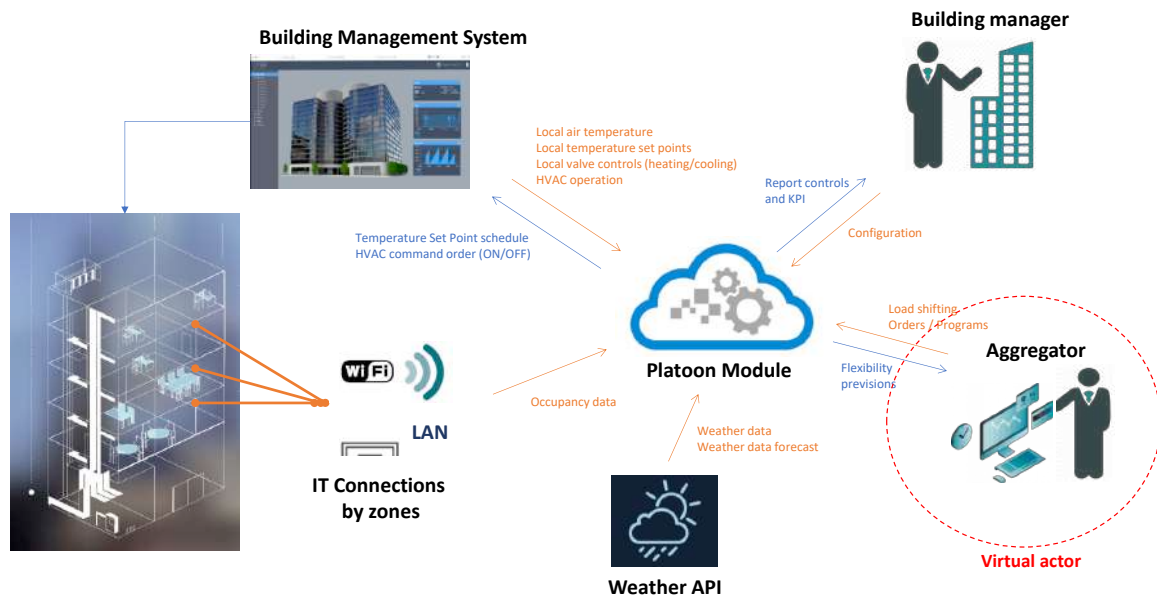 Building Management System
Building manager
Local air temperature
Local temperature set points
Local valve controls (heating/cooling)
HVAC operation
Report controls
and KPI
Temperature Set Point schedule
HVAC command order (ON/OFF)
Configuration
Load shifting
Orders / Programs
Aggregator
Platoon Module
Flexibility
previsions
WiFi
Occupancy data
LAN
Weather data
Weather data forecast
IT Connections
by zones
Virtual actor
Weather API